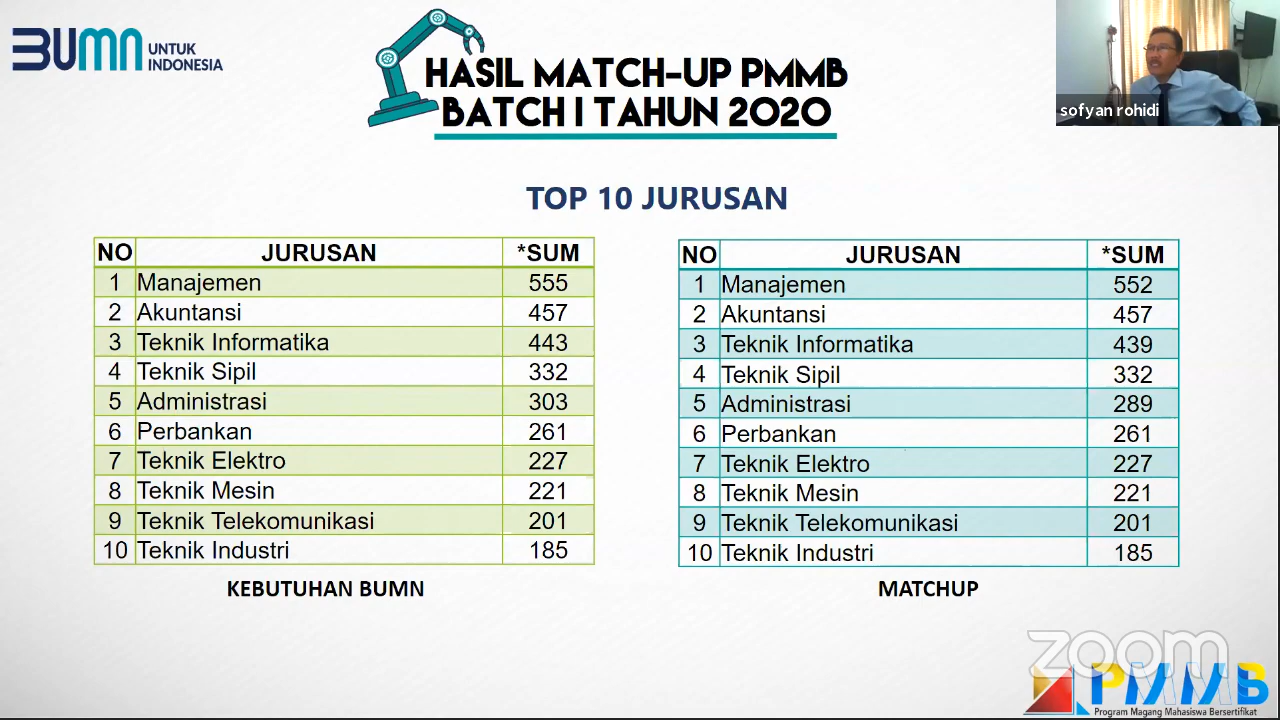 BUMN UNTUK
INDONESIA
HASIL MATCH-UP PMMB
BATCH I TAHUN 2020
sofyan rohidi
TOP 10 JURUSAN
NO JURUSAN *SUM
1 Manajemen 555
2 Akuntansi 457
3 Teknik Informatika 443
4 Teknik Sipil 332
5 Administrasi 303
6 Perbankan 261
7 Teknik Elektro 227
8 Teknik Mesin 221
9 Teknik Telekomunikasi 201
10 Teknik Industri 185
KEBUTUHAN BUMN
NO JURUSAN *SUM
1 Manajemen 552
2 Akuntansi 457
3 Teknik Informatika 439
4 Teknik Sipil 332
5 Administrasi 289
6 Perbankan 261
7 Teknik Elektro 227
8 Teknik Mesin 221
9 Teknik Telekomunikasi 201
10 Teknik Industri 185
MATCHUP
zoom
PMMB
Program Magang Mahasiswa Bersertifikat